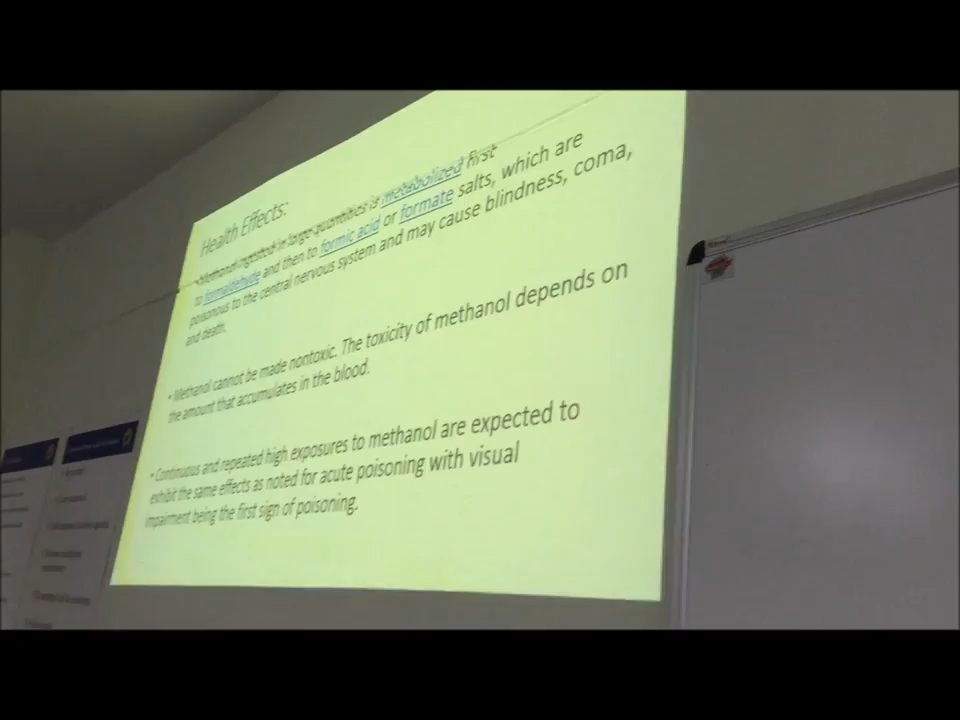 Health Effects:
•Methanol ingested in large quantities is metabolized first
to formaldehyde and then to formic acid or formate salts, which are
poisonous to the central nervous system and may cause blindness, coma,
and death.
• Methanol cannot be made nontoxic. The toxicity of methanol depends on
the amount that accumulates in the blood.
• Continuous and repeated high exposures to methanol are expected to
exhibit the same effects as noted for acute poisoning with visual
impairment being the first sign of poisoning.